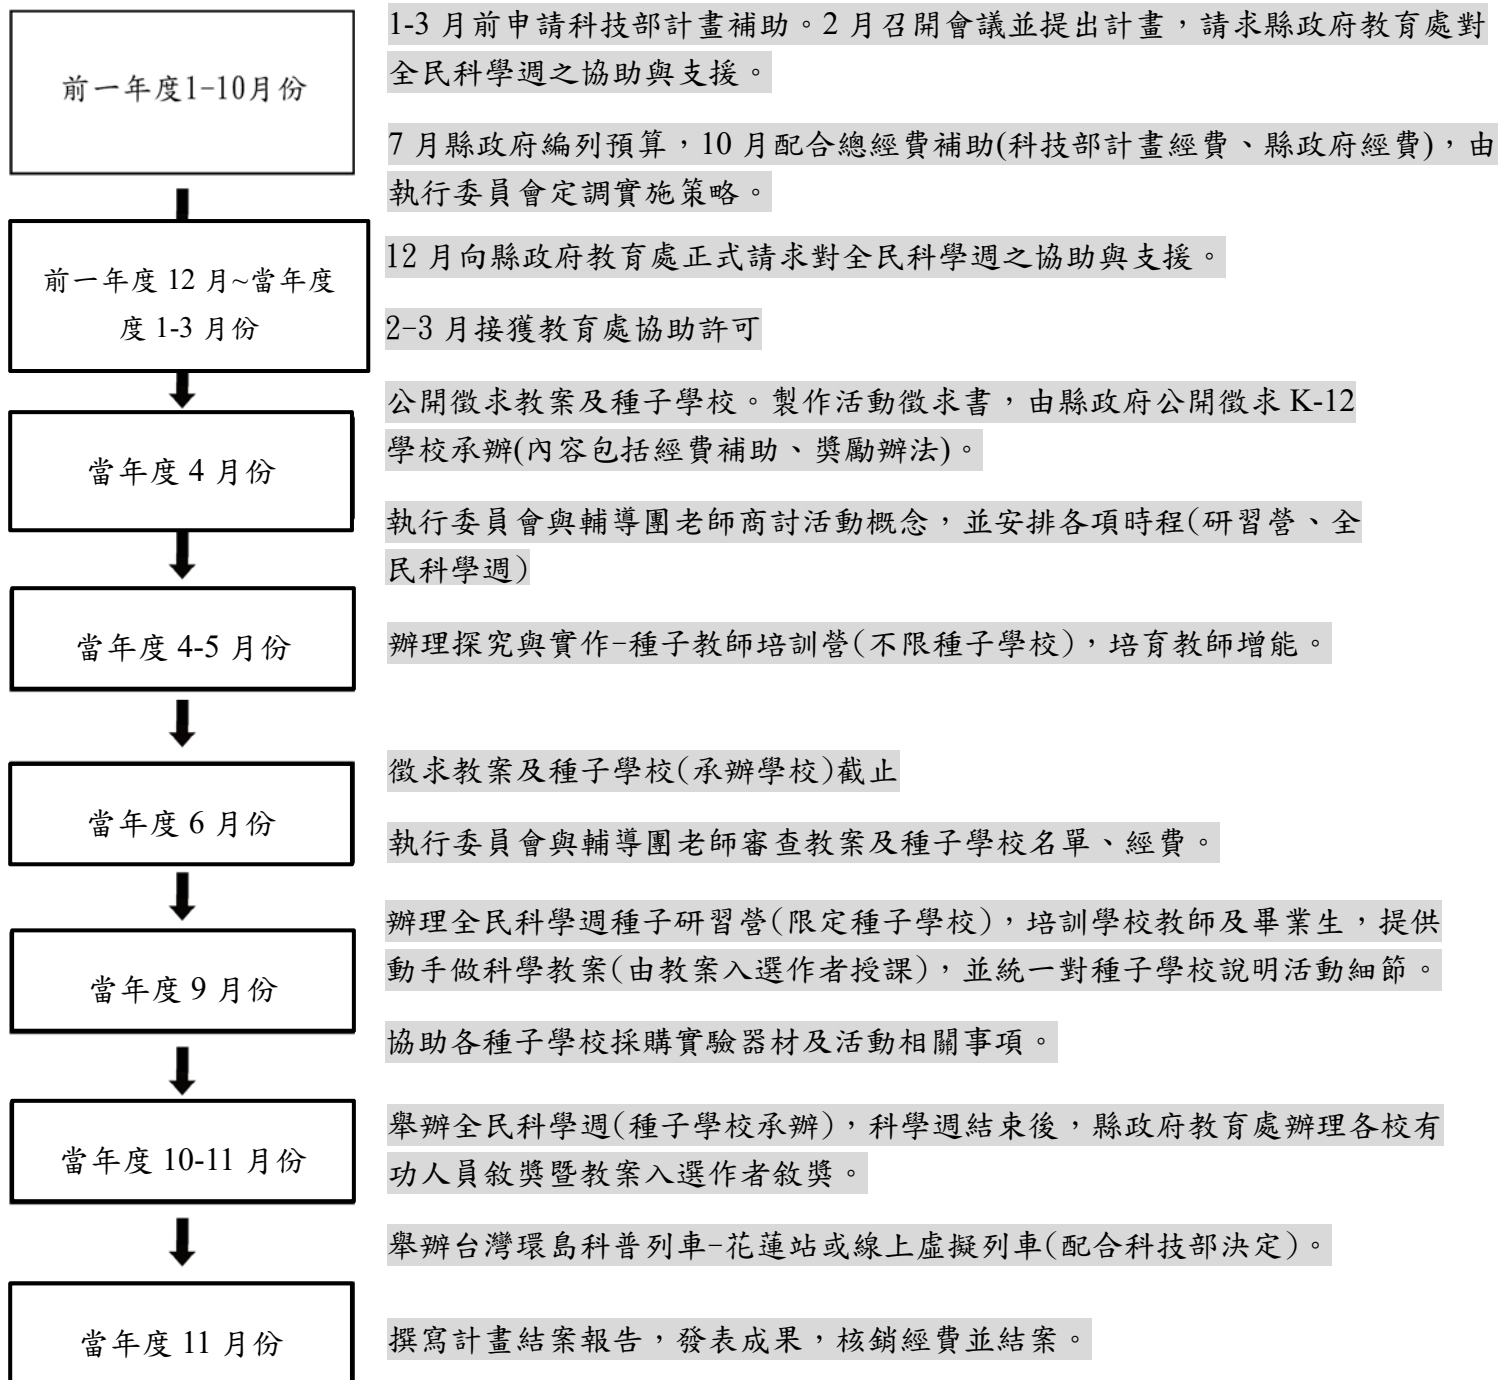 前一年度1-10月份
1-3 月前申請科技部計畫補助。2 月召開會議並提出計畫，請求縣政府教育處對
全民科學週之協助與支援。
7 月縣政府編列預算，10 月配合總經費補助(科技部計畫經費、縣政府經費)，由
執行委員會定調實施策略。
前一年度 12 月~當年度
度 1-3 月份
12 月向縣政府教育處正式請求對全民科學週之協助與支援。
2-3 月接獲教育處協助許可
當年度 4 月份
公開徵求教案及種子學校。製作活動徵求書，由縣政府公開徵求 K-12
學校承辦(內容包括經費補助、獎勵辦法)。
執行委員會與輔導團老師商討活動概念，並安排各項時程(研習營、全
民科學週)
當年度 4-5 月份
辦理探究與實作-種子教師培訓營(不限種子學校)，培育教師增能。
當年度 6 月份
徵求教案及種子學校(承辦學校)截止
執行委員會與輔導團老師審查教案及種子學校名單、經費。
當年度 9 月份
辦理全民科學週種子研習營(限定種子學校)，培訓學校教師及畢業生，提供
動手做科學教案(由教案入選作者授課)，並統一對種子學校說明活動細節。
協助各種子學校採購實驗器材及活動相關事項。
當年度 10-11 月份
舉辦全民科學週(種子學校承辦)，科學週結束後，縣政府教育處辦理各校有
功人員敘獎暨教案入選作者敘獎。
舉辦台灣環島科普列車-花蓮站或線上虛擬列車(配合科技部決定)。
當年度 11 月份
撰寫計畫結案報告，發表成果，核銷經費並結案。